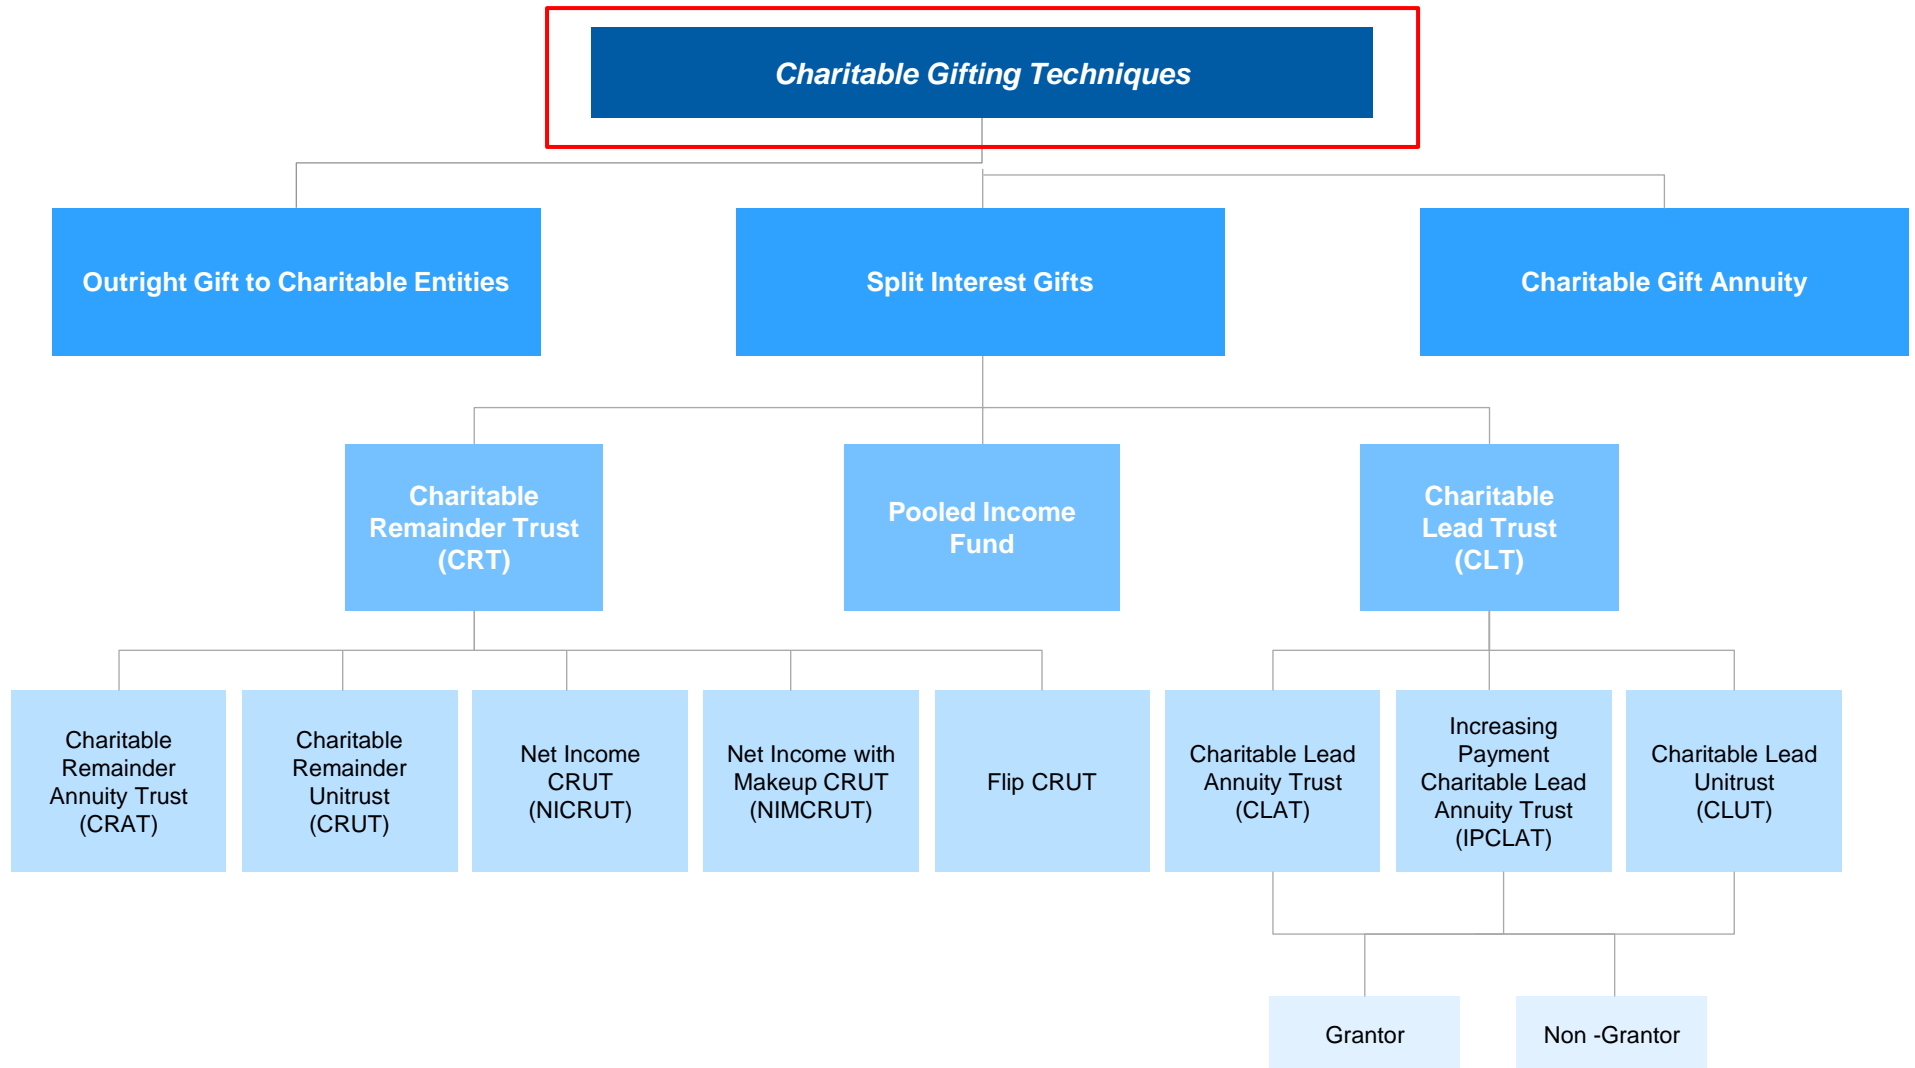 Charitable Gifting Techniques
Outright Gift to Charitable Entities
Split Interest Gifts
Charitable Gift Annuity
Charitable
Remainder Trust
(CRT)
Pooled Income
Fund
Charitable
Lead Trust
(CLT)
Charitable
Remainder
Annuity Trust
(CRAT)
Charitable
Remainder
Unitrust
(CRUT)
Net Income
CRUT
(NICRUT)
Net Income with
Makeup CRUT
(NIMCRUT)
Flip CRUT
Charitable Lead
Annuity Trust
(CLAT)
Increasing
Payment
Charitable Lead
Annuity Trust
(IPCLAT)
Charitable Lead
Unitrust
(CLUT)
Grantor
Non -Grantor